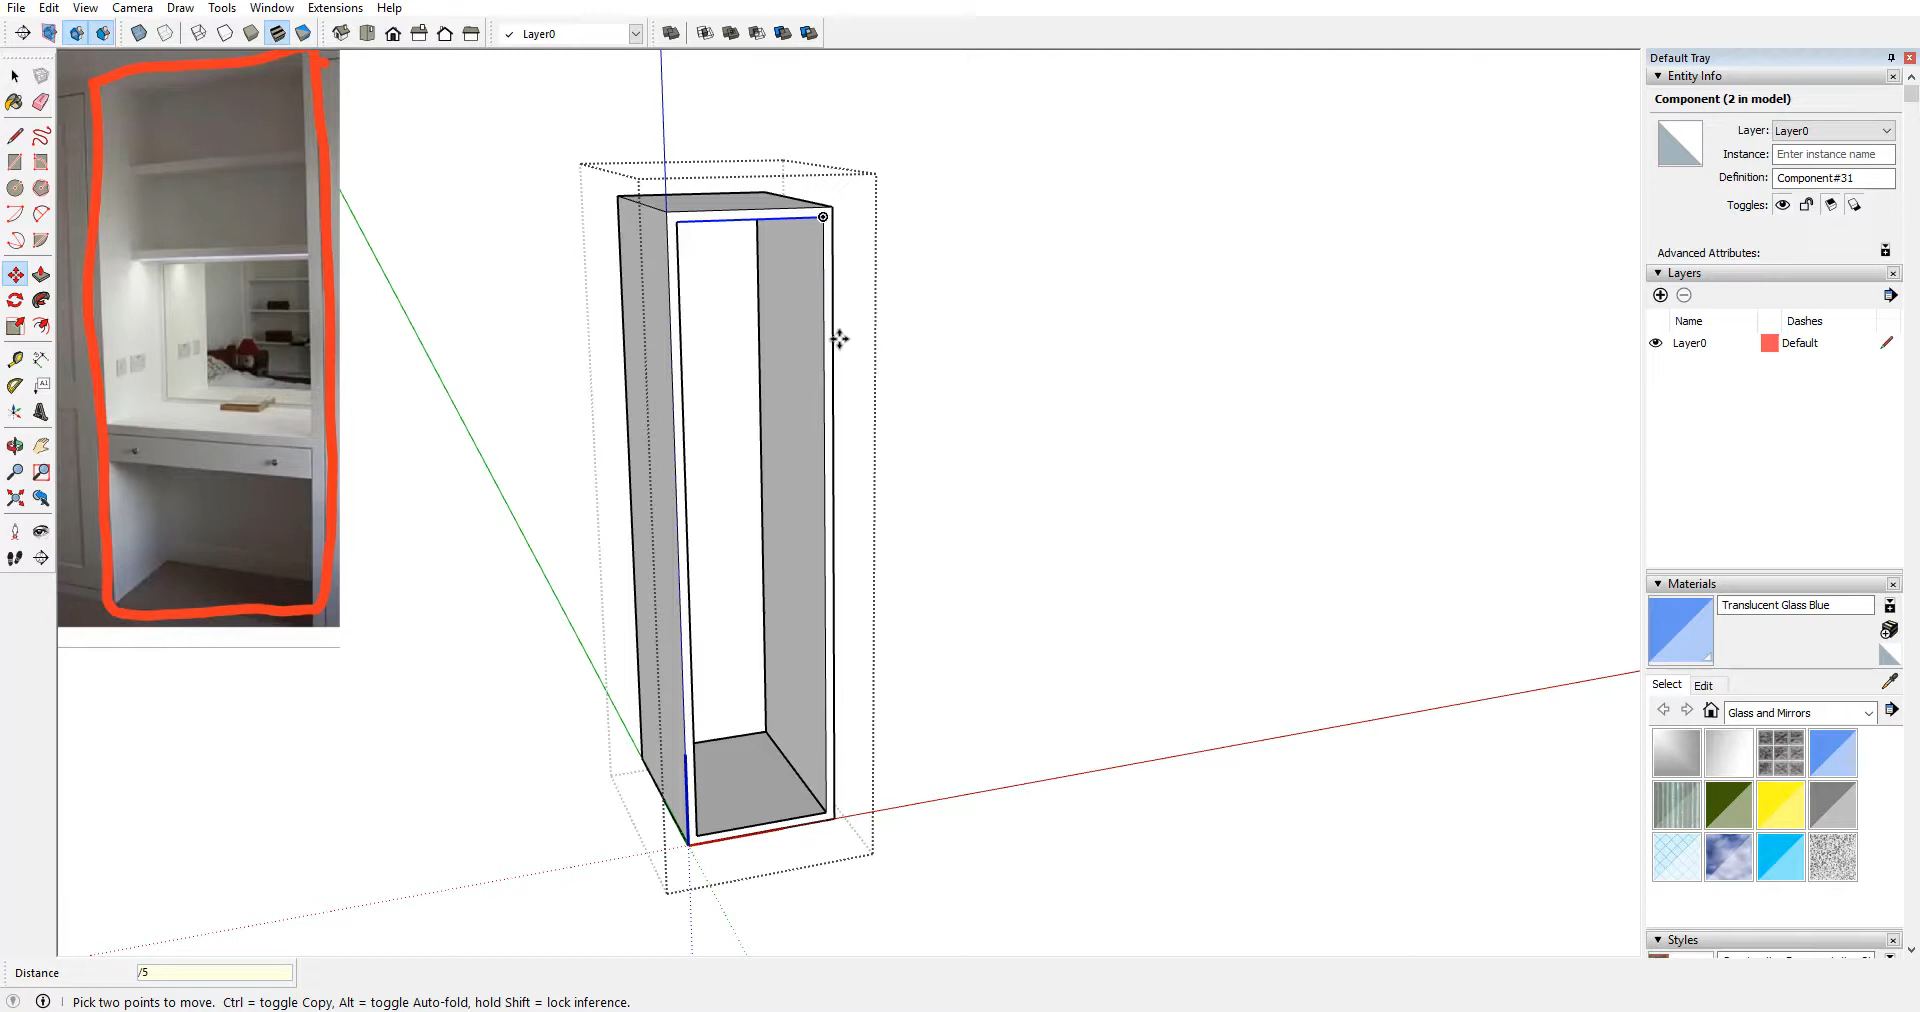 File Edit View Camera Draw Tools Window Extensions Help
✓ Layer0
Default Tray
Entity Info
Component (2 in model)
Layer: Layer0
Instance: Enter instance name
Definition: Component#31
Toggles:
Advanced Attributes:
Layers
Name Dashes
Layer0 Default
Materials
Translucent Glass Blue
Select Edit
Glass and Mirrors
Styles
Distance /5
Pick two points to move. Ctrl = toggle Copy, Alt = toggle Auto-fold, hold Shift = lock inference.